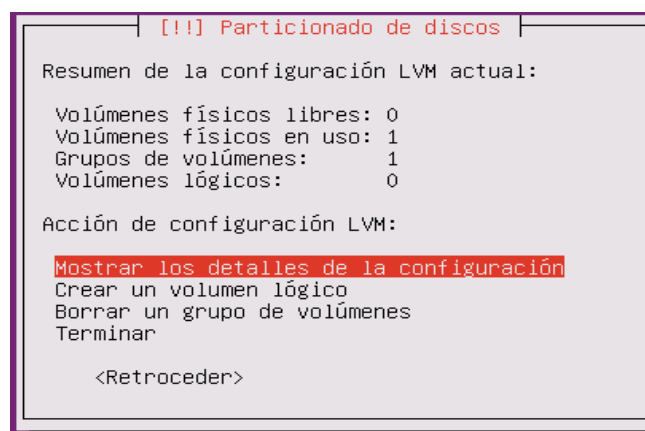 [!!] Particionado de discos
Resumen de la configuración LVM actual:
Volúmenes físicos libres: 0
Volúmenes físicos en uso: 1
Grupos de volúmenes: 1
Volúmenes lógicos: 0
Acción de configuración LVM:
Mostrar los detalles de la configuración
Crear un volumen lógico
Borrar un grupo de volúmenes
Terminar
<Retroceder>